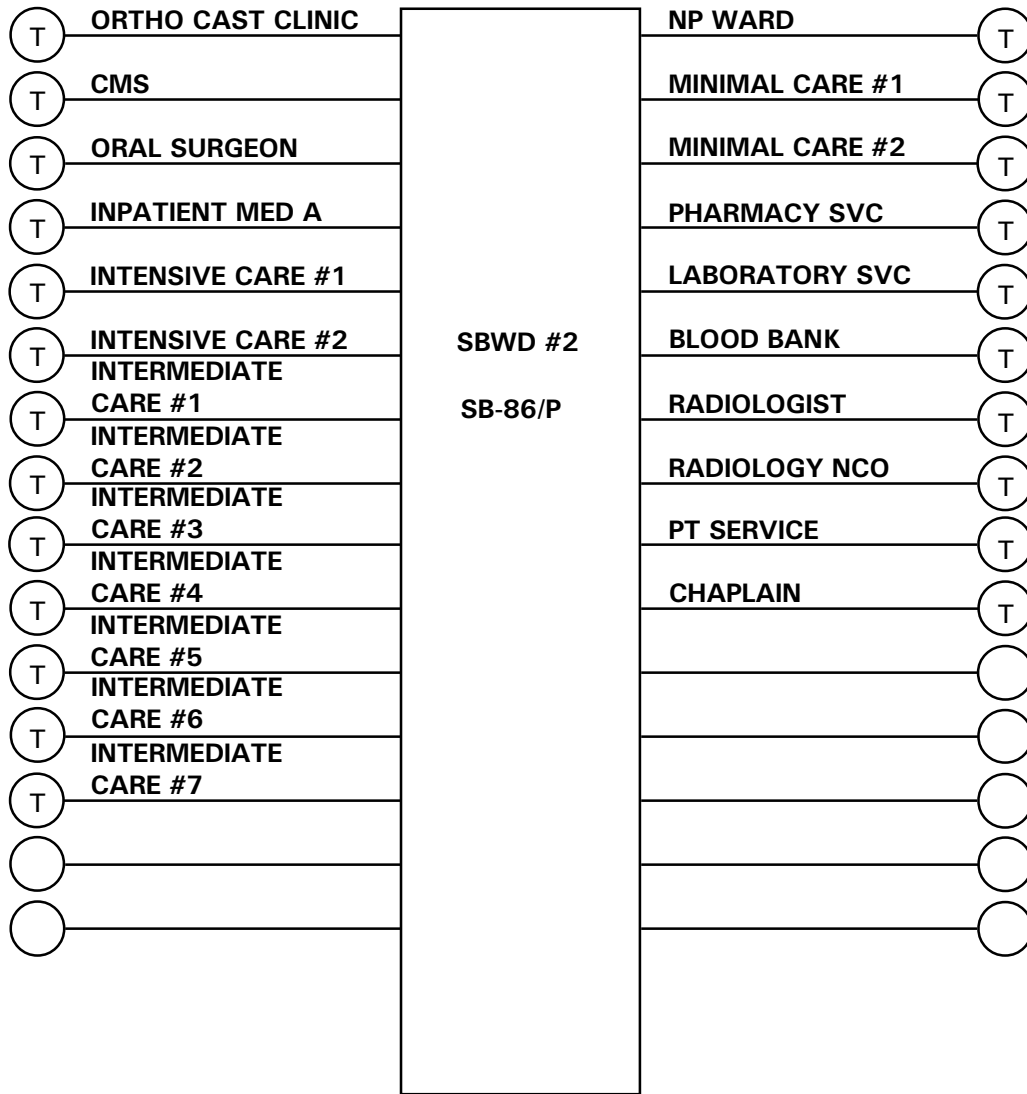 T ORTHO CAST CLINIC
T CMS
T ORAL SURGEON
T INPATIENT MED A
T INTENSIVE CARE #1
T INTENSIVE CARE #2
T INTERMEDIATE
CARE #1
T INTERMEDIATE
CARE #2
T INTERMEDIATE
CARE #3
T INTERMEDIATE
CARE #4
T INTERMEDIATE
CARE #5
T INTERMEDIATE
CARE #6
T INTERMEDIATE
CARE #7
SBWD #2
SB-86/P
NP WARD T
MINIMAL CARE #1 T
MINIMAL CARE #2 T
PHARMACY SVC T
LABORATORY SVC T
BLOOD BANK T
RADIOLOGIST T
RADIOLOGY NCO T
PT SERVICE T
CHAPLAIN T